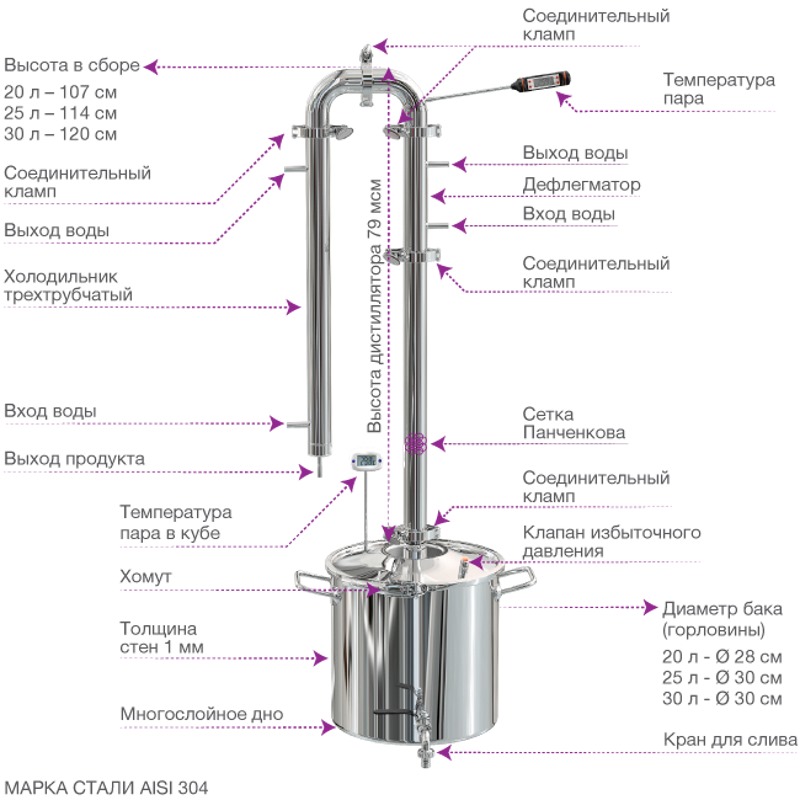 Соединительный
кламп
Высота в сборе
20 л – 107 см
25 л – 114 см
30 л – 120 см
Температура
пара
Соединительный
кламп
Выход воды
Дефлегматор
Вход воды
Выход воды
Соединительный
кламп
Холодильник
трехтрубчатый
Высота дистиллятора 79 мсм
Вход воды
Сетка
Панченкова
Выход продукта
Соединительный
кламп
Температура
пара в кубе
Клапан избыточного
давления
Хомут
Диаметр бака
(горловины)
20 л - Ø 28 см
25 л - Ø 30 см
30 л - Ø 30 см
Толщина
стен 1 мм
Многослойное дно
Кран для слива
МАРКА СТАЛИ AISI 304